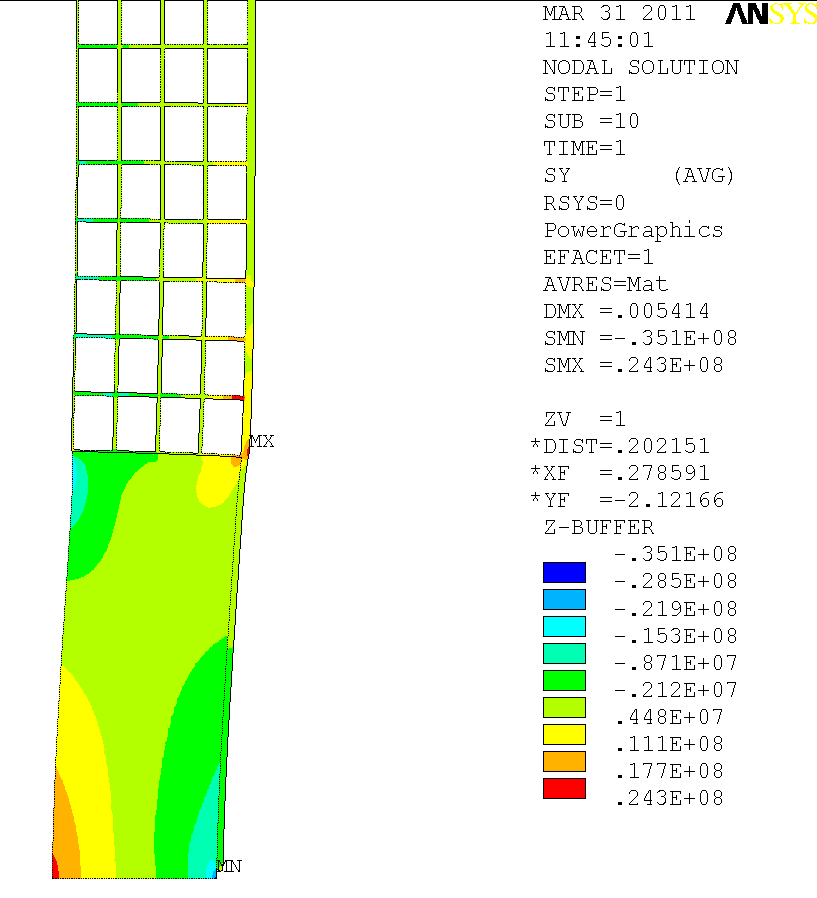 MAR 31 2011 ANSYS
11:45:01
NODAL SOLUTION
STEP=1
SUB =10
TIME=1
SY (AVG)
RSYS=0
PowerGraphics
EFACET=1
AVRES=Mat
DMX =.005414
SMN =-.351E+08
SMX =.243E+08
ZV =1
*DIST=.202151
*XF =.278591
*YF =-2.12166
Z-BUFFER
-.351E+08
-.285E+08
-.219E+08
-.153E+08
-.871E+07
-.212E+07
.448E+07
.111E+08
.177E+08
.243E+08
MX
MN